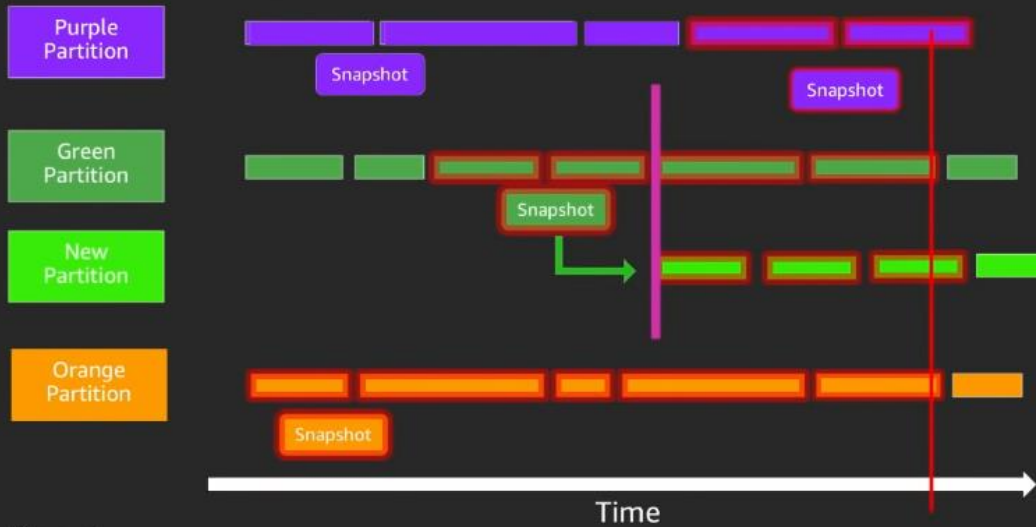 Purple
Partition
Snapshot
Snapshot
Green
Partition
Snapshot
New
Partition
Orange
Partition
Snapshot
Time